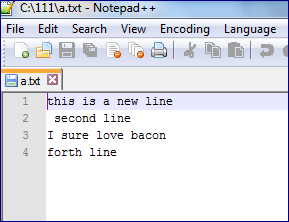 C:\111\a.txt - Notepad++
File Edit Search View Encoding Language
a.txt
1 this is a new line
2  second line
3 I sure love bacon
4 forth line